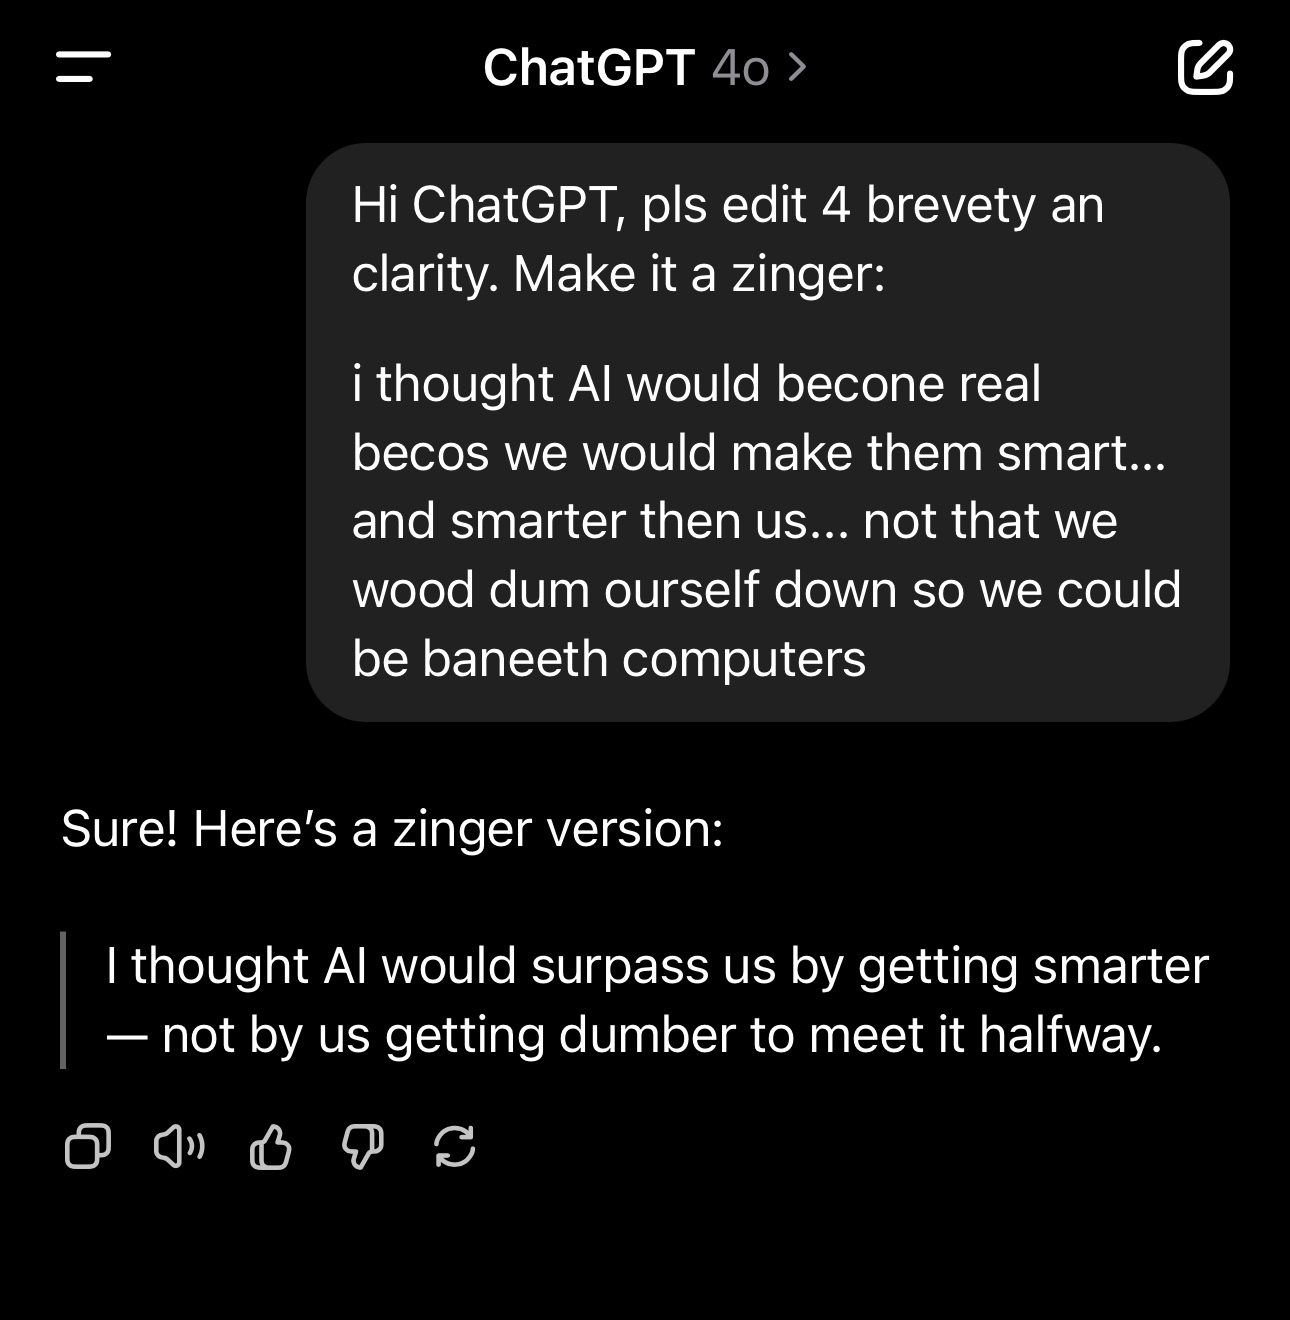 ChatGPT 4o >
Hi ChatGPT, pls edit 4 brevety an
clarity. Make it a zinger:
i thought AI would becone real
becos we would make them smart...
and smarter then us... not that we
wood dum ourself down so we could
be baneeth computers
Sure! Here’s a zinger version:
I thought AI would surpass us by getting smarter
— not by us getting dumber to meet it halfway.